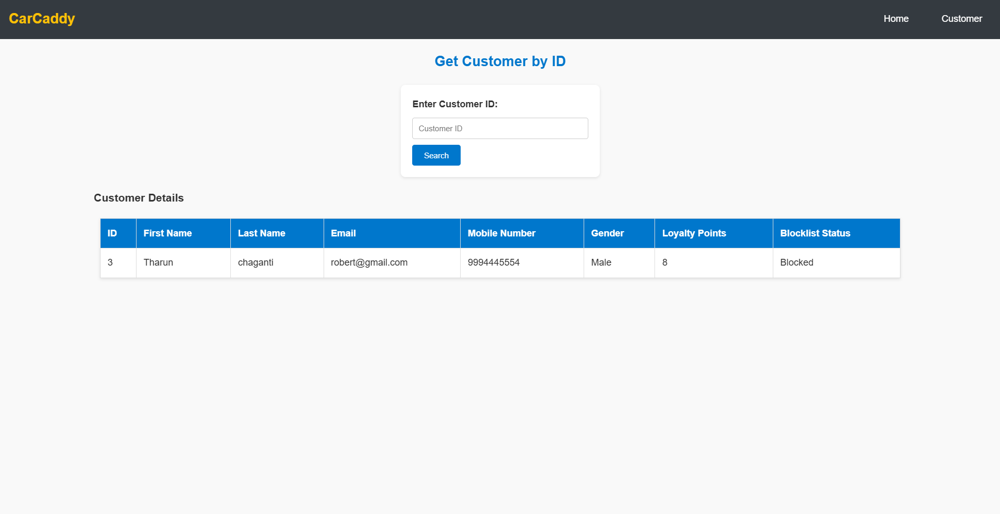 CarCaddy Home Customer
Get Customer by ID
Enter Customer ID:
Customer ID
Search
Customer Details
ID First Name Last Name Email Mobile Number Gender Loyalty Points Blocklist Status
3 Tharun chaganti robert@gmail.com 9994445554 Male 8 Blocked